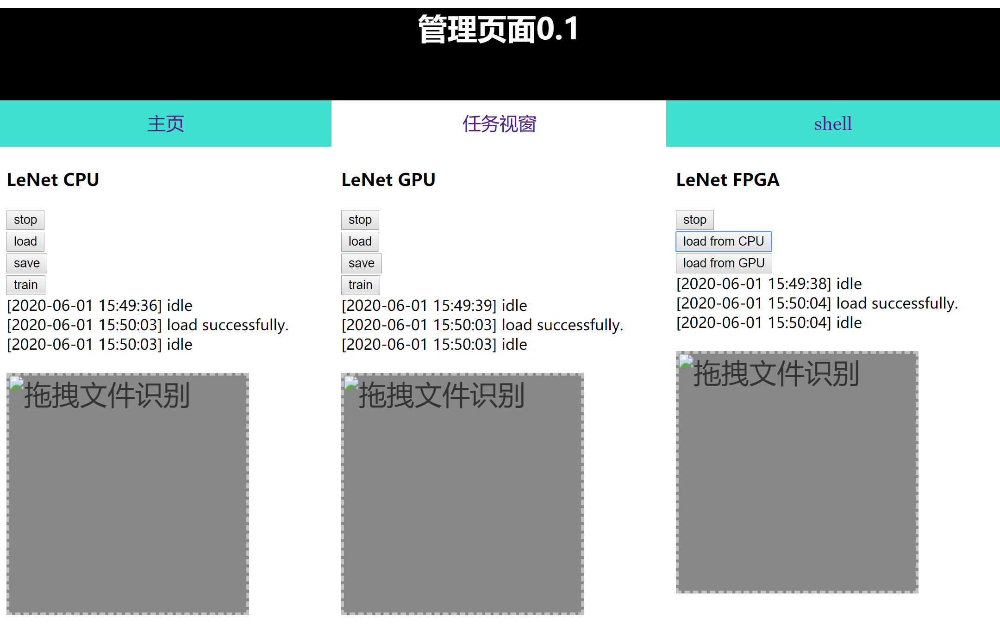 管理页面0.1
主页
任务视窗
shell
LeNet CPU
stop
load
save
train
[2020-06-01 15:49:36] idle
[2020-06-01 15:50:03] load successfully.
[2020-06-01 15:50:03] idle
拖拽文件识别
LeNet GPU
stop
load
save
train
[2020-06-01 15:49:39] idle
[2020-06-01 15:50:03] load successfully.
[2020-06-01 15:50:03] idle
拖拽文件识别
LeNet FPGA
stop
load from CPU
load from GPU
[2020-06-01 15:49:38] idle
[2020-06-01 15:50:04] load successfully.
[2020-06-01 15:50:04] idle
拖拽文件识别